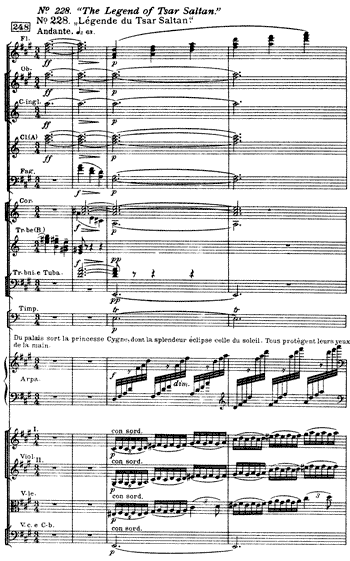 Nº 228. "The Legend of Tsar Saltan."
Nº 228. „Légende du Tsar Saltan."
248 Andante.
Fl.
Ob.
C.ingl.
Cl(A)
Fag.
Cor.
Tr-be(B)
Tr-bni. e Tuba.
Timp.
Du palais sort la princesse Cygne, dont la splendeur éclipse celle du soleil. Tous protègent leurs yeux
de la main.
Arpa.
dim.
con sord.
Viol.
I.
II.
con sord.
V-le.
con sord.
V-c. e C-b.
con sord.
ff
ff
ff
ff
f
f
f
f
p
p
p
p
p
p
pp
p
p
tr
tr
f
p
p
p
p
3